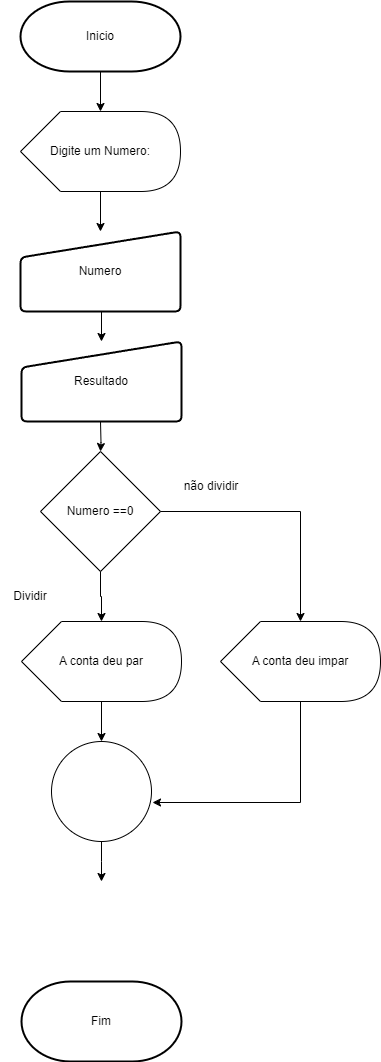 Inicio
Digite um Numero:
Numero
Resultado
não dividir
Numero ==0
Dividir
A conta deu par
A conta deu impar
Fim